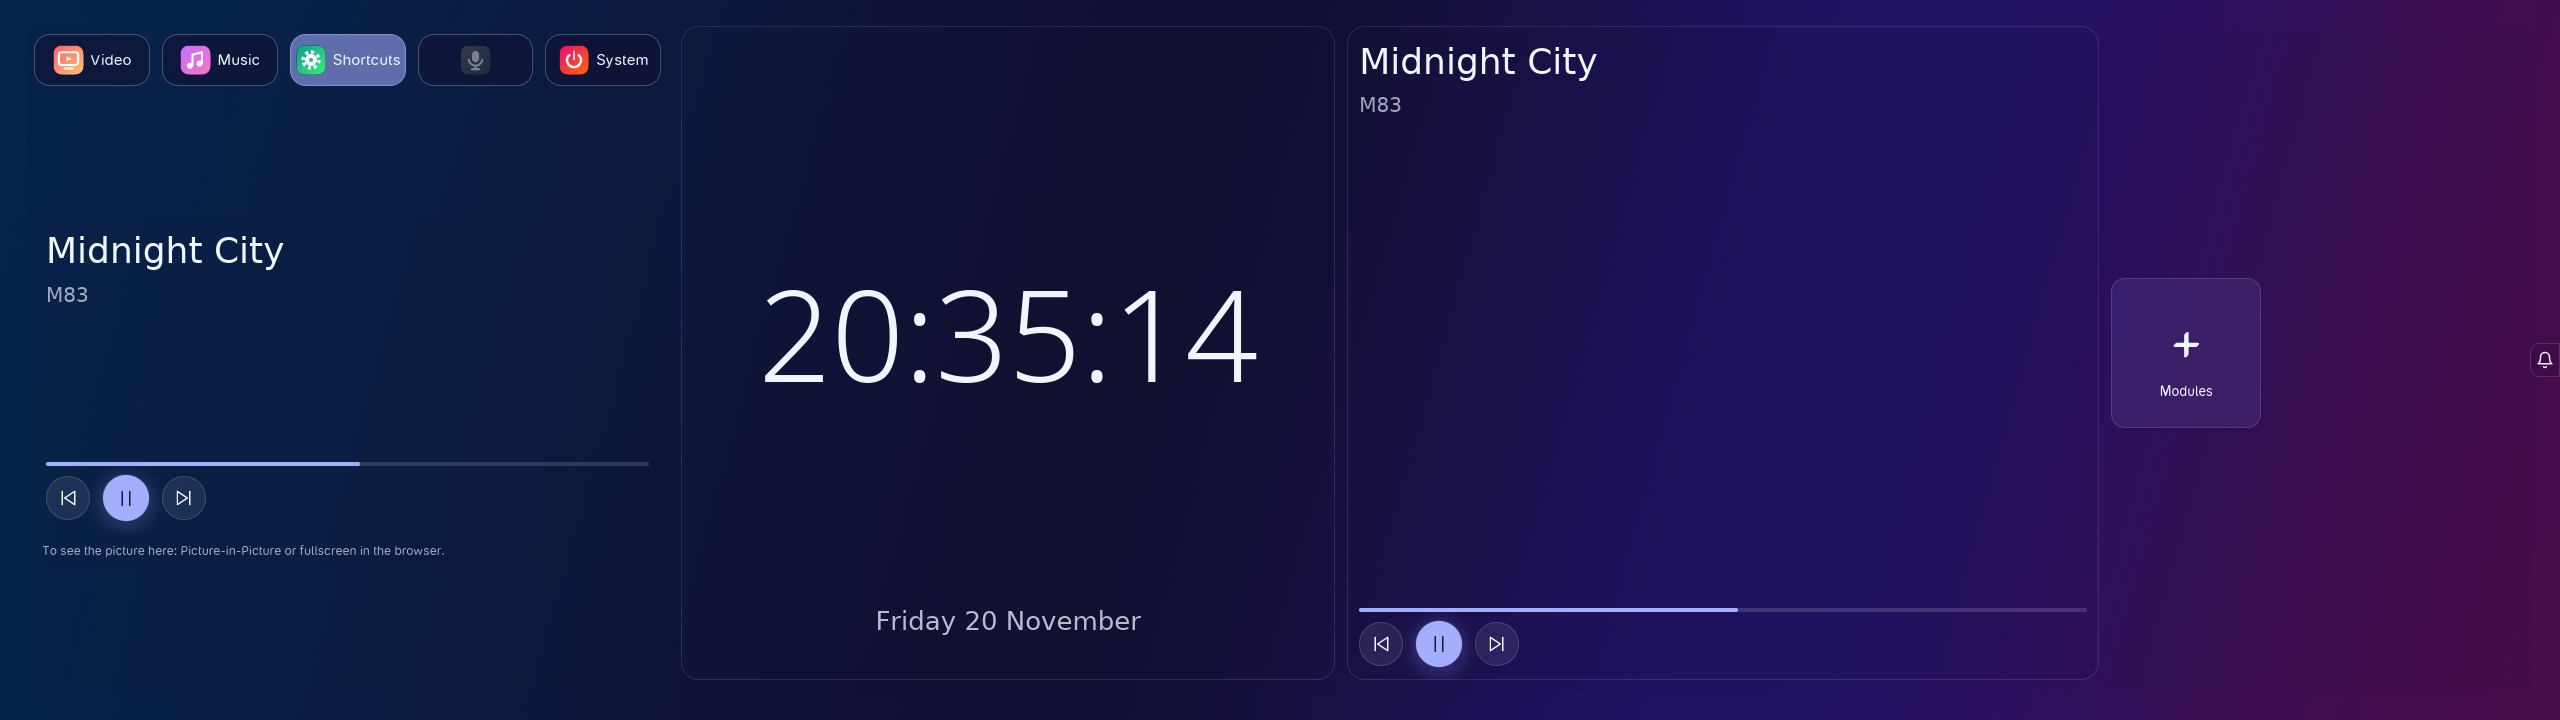 Video
Music
Shortcuts
System
Midnight City
M83
To see the picture here: Picture-in-Picture or fullscreen in the browser.
20:35:14
Friday 20 November
Midnight City
M83
Modules